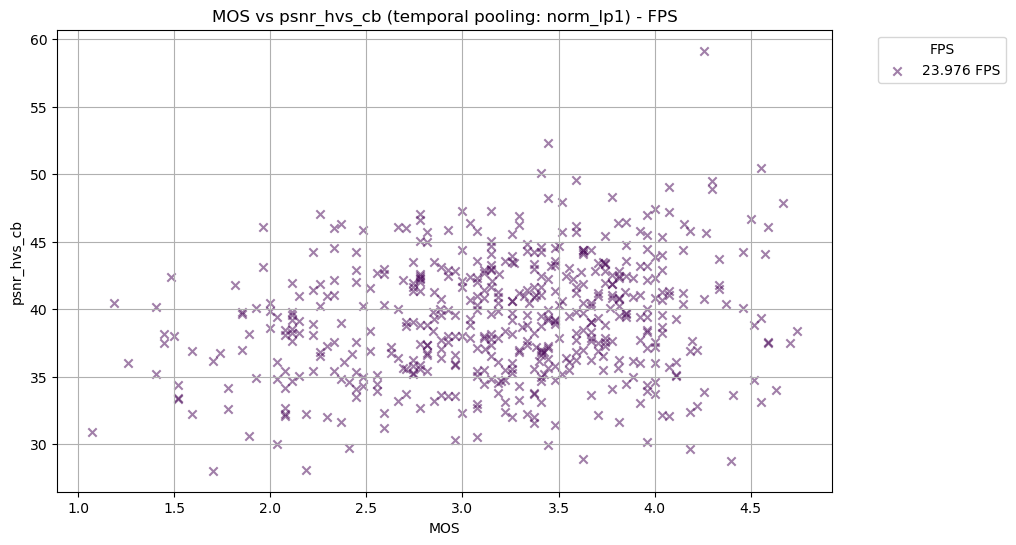 MOS vs psnr_hvs_cb (temporal pooling: norm_lp1) - FPS
FPS
23.976 FPS
psnr_hvs_cb
60
55
50
45
40
35
30
1.0 1.5 2.0 2.5 3.0 3.5 4.0 4.5
MOS